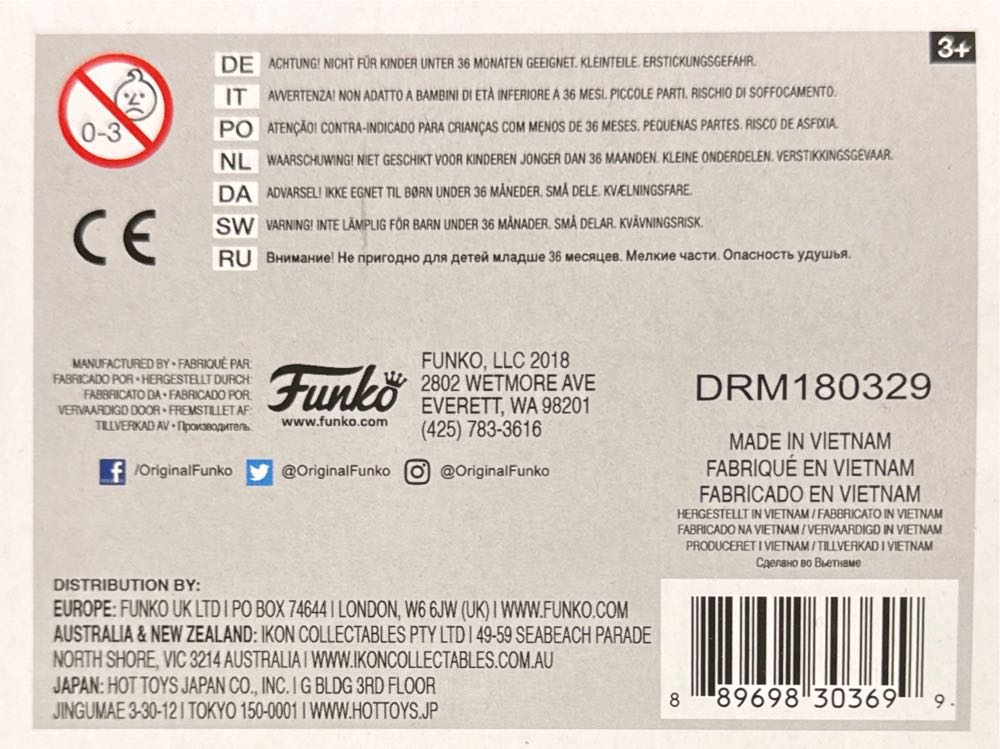 3+
0-3
DE ACHTUNG! NICHT FÜR KINDER UNTER 36 MONATEN GEEIGNET. KLEINTEILE. ERSTICKUNGSGEFAHR.
IT AVVERTENZA! NON ADATTO A BAMBINI DI ETÀ INFERIORE A 36 MESI. PICCOLE PARTI. RISCHIO DI SOFFOCAMENTO.
PO ATENÇÃO! CONTRA-INDICADO PARA CRIANÇAS COM MENOS DE 36 MESES. PEQUENAS PARTES. RISCO DE ASFIXIA.
NL WAARSCHUWING! NIET GESCHIKT VOOR KINDEREN JONGER DAN 36 MAANDEN. KLEINE ONDERDELEN. VERSTIKKINGSGEVAAR.
DA ADVARSEL! IKKE EGNET TIL BØRN UNDER 36 MÅNEDER. SMÅ DELE. KVÆLNINGSFARE.
SW VARNING! INTE LÄMPLIG FÖR BARN UNDER 36 MÅNADER. SMÅ DELAR. KVÄVNINGSRISK.
RU Внимание! Не пригодно для детей младше 36 месяцев. Мелкие части. Опасность удушья.
CE
MANUFACTURED BY • FABRIQUÉ PAR:
FABRICADO POR • HERGESTELLT DURCH:
FABBRICATO DA • FABRICADO POR:
VERVAARDIGD DOOR • FREMSTILLET AF:
TILLVERKAD AV • Производитель:
Funko
www.funko.com
FUNKO, LLC 2018
2802 WETMORE AVE
EVERETT, WA 98201
(425) 783-3616
/OriginalFunko @OriginalFunko @OriginalFunko
DRM180329
MADE IN VIETNAM
FABRIQUÉ EN VIETNAM
FABRICADO EN VIETNAM
HERGESTELLT IN VIETNAM / FABBRICATO IN VIETNAM
FABRICADO NA VIETNAM / VERVAARDIGD IN VIETNAM
PRODUCERET I VIETNAM / TILLVERKAD I VIETNAM
Сделано во Вьетнаме
DISTRIBUTION BY:
EUROPE: FUNKO UK LTD | PO BOX 74644 | LONDON, W6 6JW (UK) | WWW.FUNKO.COM
AUSTRALIA & NEW ZEALAND: IKON COLLECTABLES PTY LTD | 49-59 SEABEACH PARADE
NORTH SHORE, VIC 3214 AUSTRALIA | WWW.IKONCOLLECTABLES.COM.AU
JAPAN: HOT TOYS JAPAN CO., INC. | G BLDG 3RD FLOOR
JINGUMAE 3-30-12 | TOKYO 150-0001 | WWW.HOTTOYS.JP
8 89698 30369 9